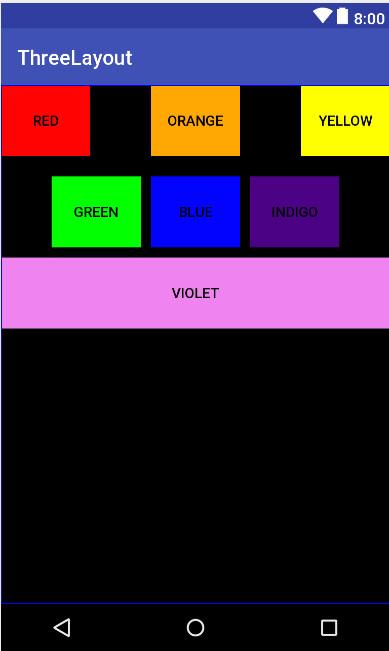 8:00
ThreeLayout
RED ORANGE YELLOW
GREEN BLUE INDIGO
VIOLET